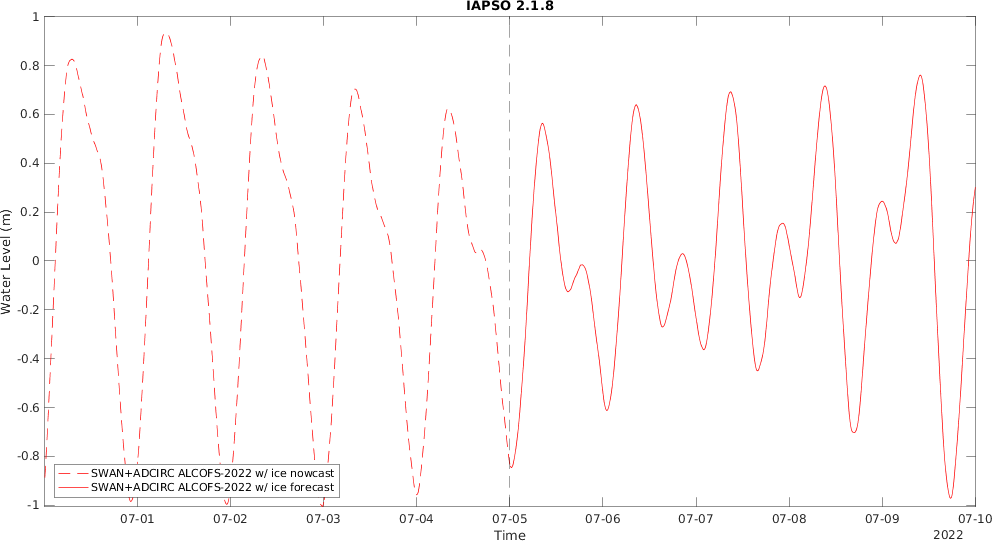 IAPSO 2.1.8
1
0.8
0.6
0.4
0.2
0
-0.2
-0.4
-0.6
-0.8
-1
Water Level (m)
SWAN+ADCIRC ALCOFS-2022 w/ ice nowcast
SWAN+ADCIRC ALCOFS-2022 w/ ice forecast
07-01 07-02 07-03 07-04 07-05 07-06 07-07 07-08 07-09 07-10
Time
2022